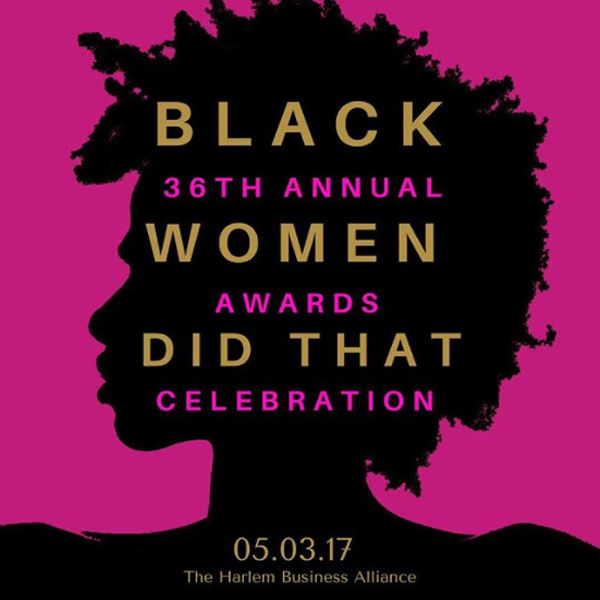 BLACK
36TH ANNUAL
WOMEN
AWARDS
DID THAT
CELEBRATION
05.03.17
The Harlem Business Alliance